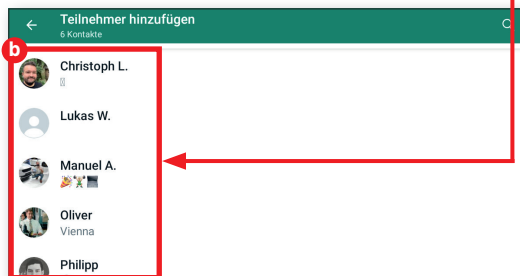 Teilnehmer hinzufügen
6 Kontakte
b
Christoph L.
Lukas W.
Manuel A.
🎉🏋️🎹
Oliver
Vienna
Philipp